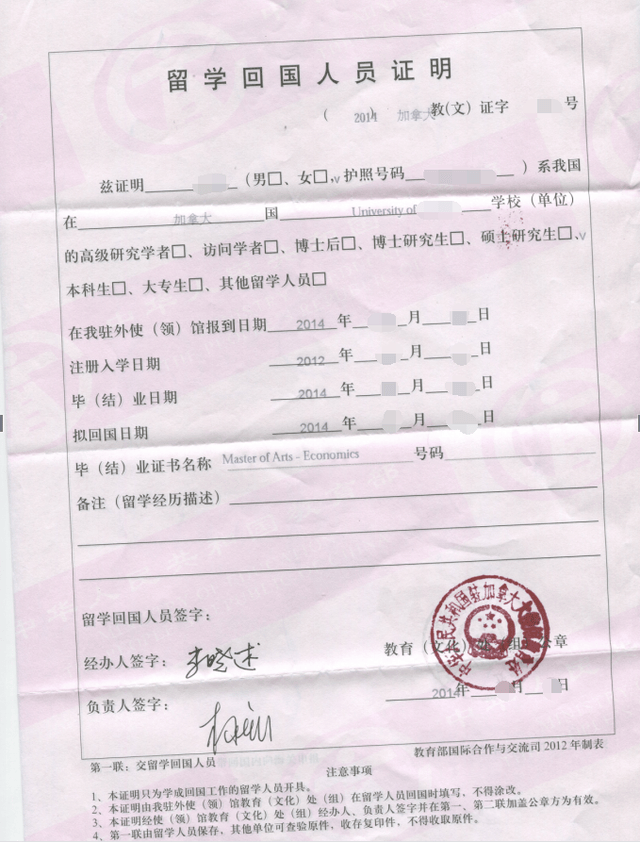 留学回国人员证明
( 2014 ) 加拿大 教(文)证字 号
兹证明 (男□、女□√ 护照号码 )系我国
在 加拿大 国 University of 学校(单位)
的高级研究学者□、访问学者□、博士后□、博士研究生□、硕士研究生□√
本科生□、大专生□、其他留学人员□
在我驻外使(领)馆报到日期 2014 年 月 日
注册入学日期 2012 年 月 日
毕(结)业日期 2014 年 月 日
拟回国日期 2014 年 月 日
毕(结)业证书名称 Master of Arts - Economics 号码
备注(留学经历描述)
留学回国人员签字:
经办人签字:
教育(文化) 组 公章
中华人民共和国驻加拿大
负责人签字:
2014 年 月 日
第一联:交留学回国人员
教育部国际合作与交流司 2012 年制表
注意事项
1、本证明只为学成回国工作的留学人员开具。
2、本证明由我驻外使(领)馆教育(文化)处(组)在留学人员回国时填写,不得涂改。
3、本证明经使(领)馆教育(文化)处(组)经办人、负责人签字并在第一、第二联加盖公章方为有效。
4、第一联由留学人员保存,其他单位可查验原件,收存复印件,不得收取原件。